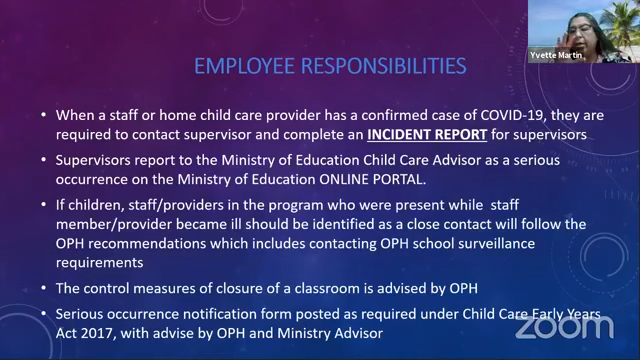 Yvette Martin
EMPLOYEE RESPONSIBILITIES
• When a staff or home child care provider has a confirmed case of COVID-19, they are
required to contact supervisor and complete an INCIDENT REPORT for supervisors
• Supervisors report to the Ministry of Education Child Care Advisor as a serious
occurrence on the Ministry of Education ONLINE PORTAL.
• If children, staff/providers in the program who were present while staff
member/provider became ill should be identified as a close contact will follow the
OPH recommendations which includes contacting OPH school surveillance
requirements
• The control measures of closure of a classroom is advised by OPH
• Serious occurrence notification form posted as required under Child Care Early Years
Act 2017, with advise by OPH and Ministry Advisor
zoom